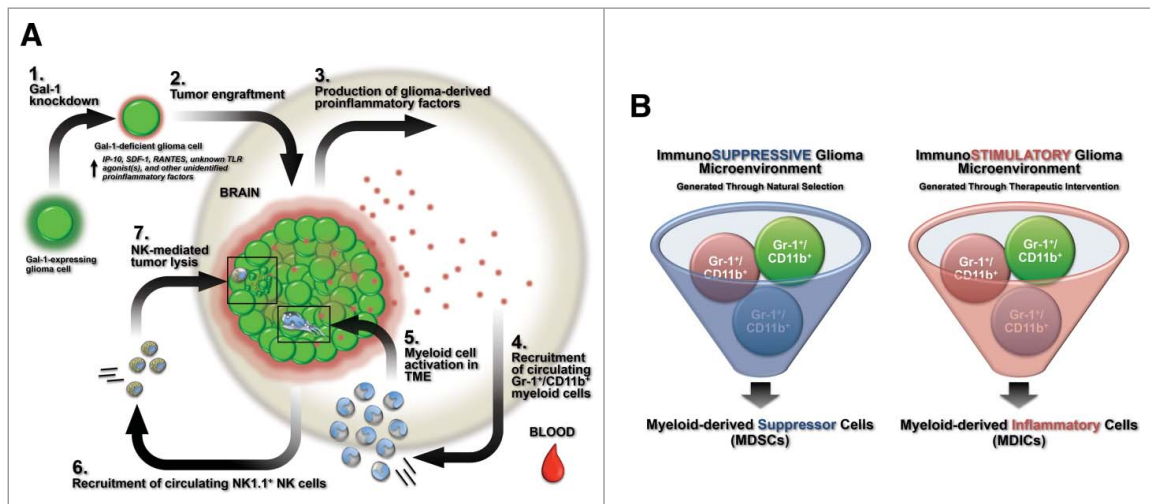 A
1.
Gal-1
knockdown
2.
Tumor engraftment
3.
Production of glioma-derived
proinflammatory factors
Gal-1-deficient glioma cell
IP-10, SDF-1, RANTES, unknown TLR
agonist(s), and other unidentified
proinflammatory factors
BRAIN
Gal-1-expressing
glioma cell
7.
NK-mediated
tumor lysis
5.
Myeloid cell
activation in
TME
4.
Recruitment
of circulating
Gr-1⁺/CD11b⁺
myeloid cells
BLOOD
6.
Recruitment of circulating NK1.1⁺ NK cells
B
ImmunoSUPPRESSIVE Glioma
Microenvironment
Generated Through Natural Selection
Gr-1⁺/
CD11b⁺
Gr-1⁺/
CD11b⁺
Gr-1⁺/
CD11b⁺
Myeloid-derived Suppressor Cells
(MDSCs)
ImmunoSTIMULATORY Glioma
Microenvironment
Generated Through Therapeutic Intervention
Gr-1⁺/
CD11b⁺
Gr-1⁺/
CD11b⁺
Gr-1⁺/
CD11b⁺
Myeloid-derived Inflammatory Cells
(MDICs)